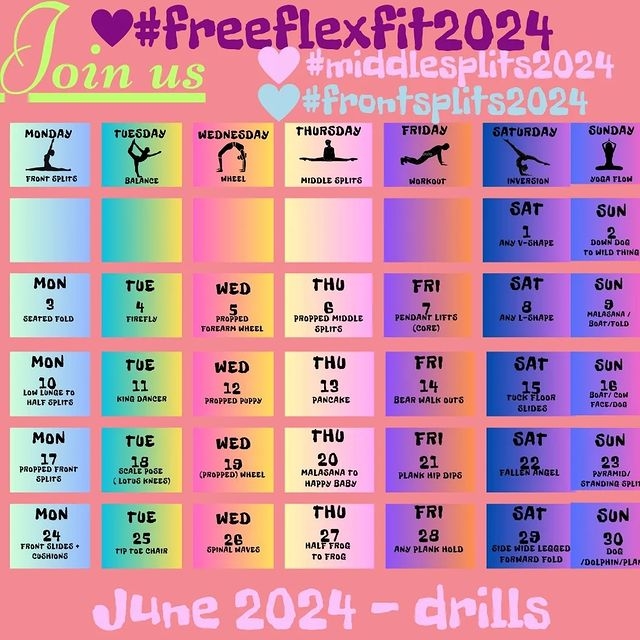 Join us
#freeflexfit2024
#middlesplits2024
#frontsplits2024
MONDAY
FRONT SPLITS
TUESDAY
BALANCE
WEDNESDAY
WHEEL
THURSDAY
MIDDLE SPLITS
FRIDAY
WORKOUT
SATURDAY
INVERSION
SUNDAY
YOGA FLOW
SAT
1
ANY V-SHAPE
SUN
2
DOWN DOG
TO WILD THING
MON
3
SEATED FOLD
TUE
4
FIREFLY
WED
5
PROPPED
FOREARM WHEEL
THU
6
PROPPED MIDDLE
SPLITS
FRI
7
PENDANT LIFTS
(CORE)
SAT
8
ANY L-SHAPE
SUN
9
MALASANA /
BOAT/FOLD
MON
10
LOW LUNGE TO
HALF SPLITS
TUE
11
KING DANCER
WED
12
PROPPED PUPPY
THU
13
PANCAKE
FRI
14
BEAR WALK OUTS
SAT
15
TUCK FLOOR
SLIDES
SUN
16
BOAT/ COW
FACE/DOG
MON
17
PROPPED FRONT
SPLITS
TUE
18
SCALE POSE
( LOTUS KNEES)
WED
19
(PROPPED) WHEEL
THU
20
MALASANA TO
HAPPY BABY
FRI
21
PLANK HIP DIPS
SAT
22
FALLEN ANGEL
SUN
23
PYRAMID/
STANDING SPLIT
MON
24
FRONT SLIDES +
CUSHIONS
TUE
25
TIP TOE CHAIR
WED
26
SPINAL WAVES
THU
27
HALF FROG
TO FROG
FRI
28
ANY PLANK HOLD
SAT
29
SIDE WIDE LEGGED
FORWARD FOLD
SUN
30
DOG
/DOLPHIN/PLAN
June 2024 - drills